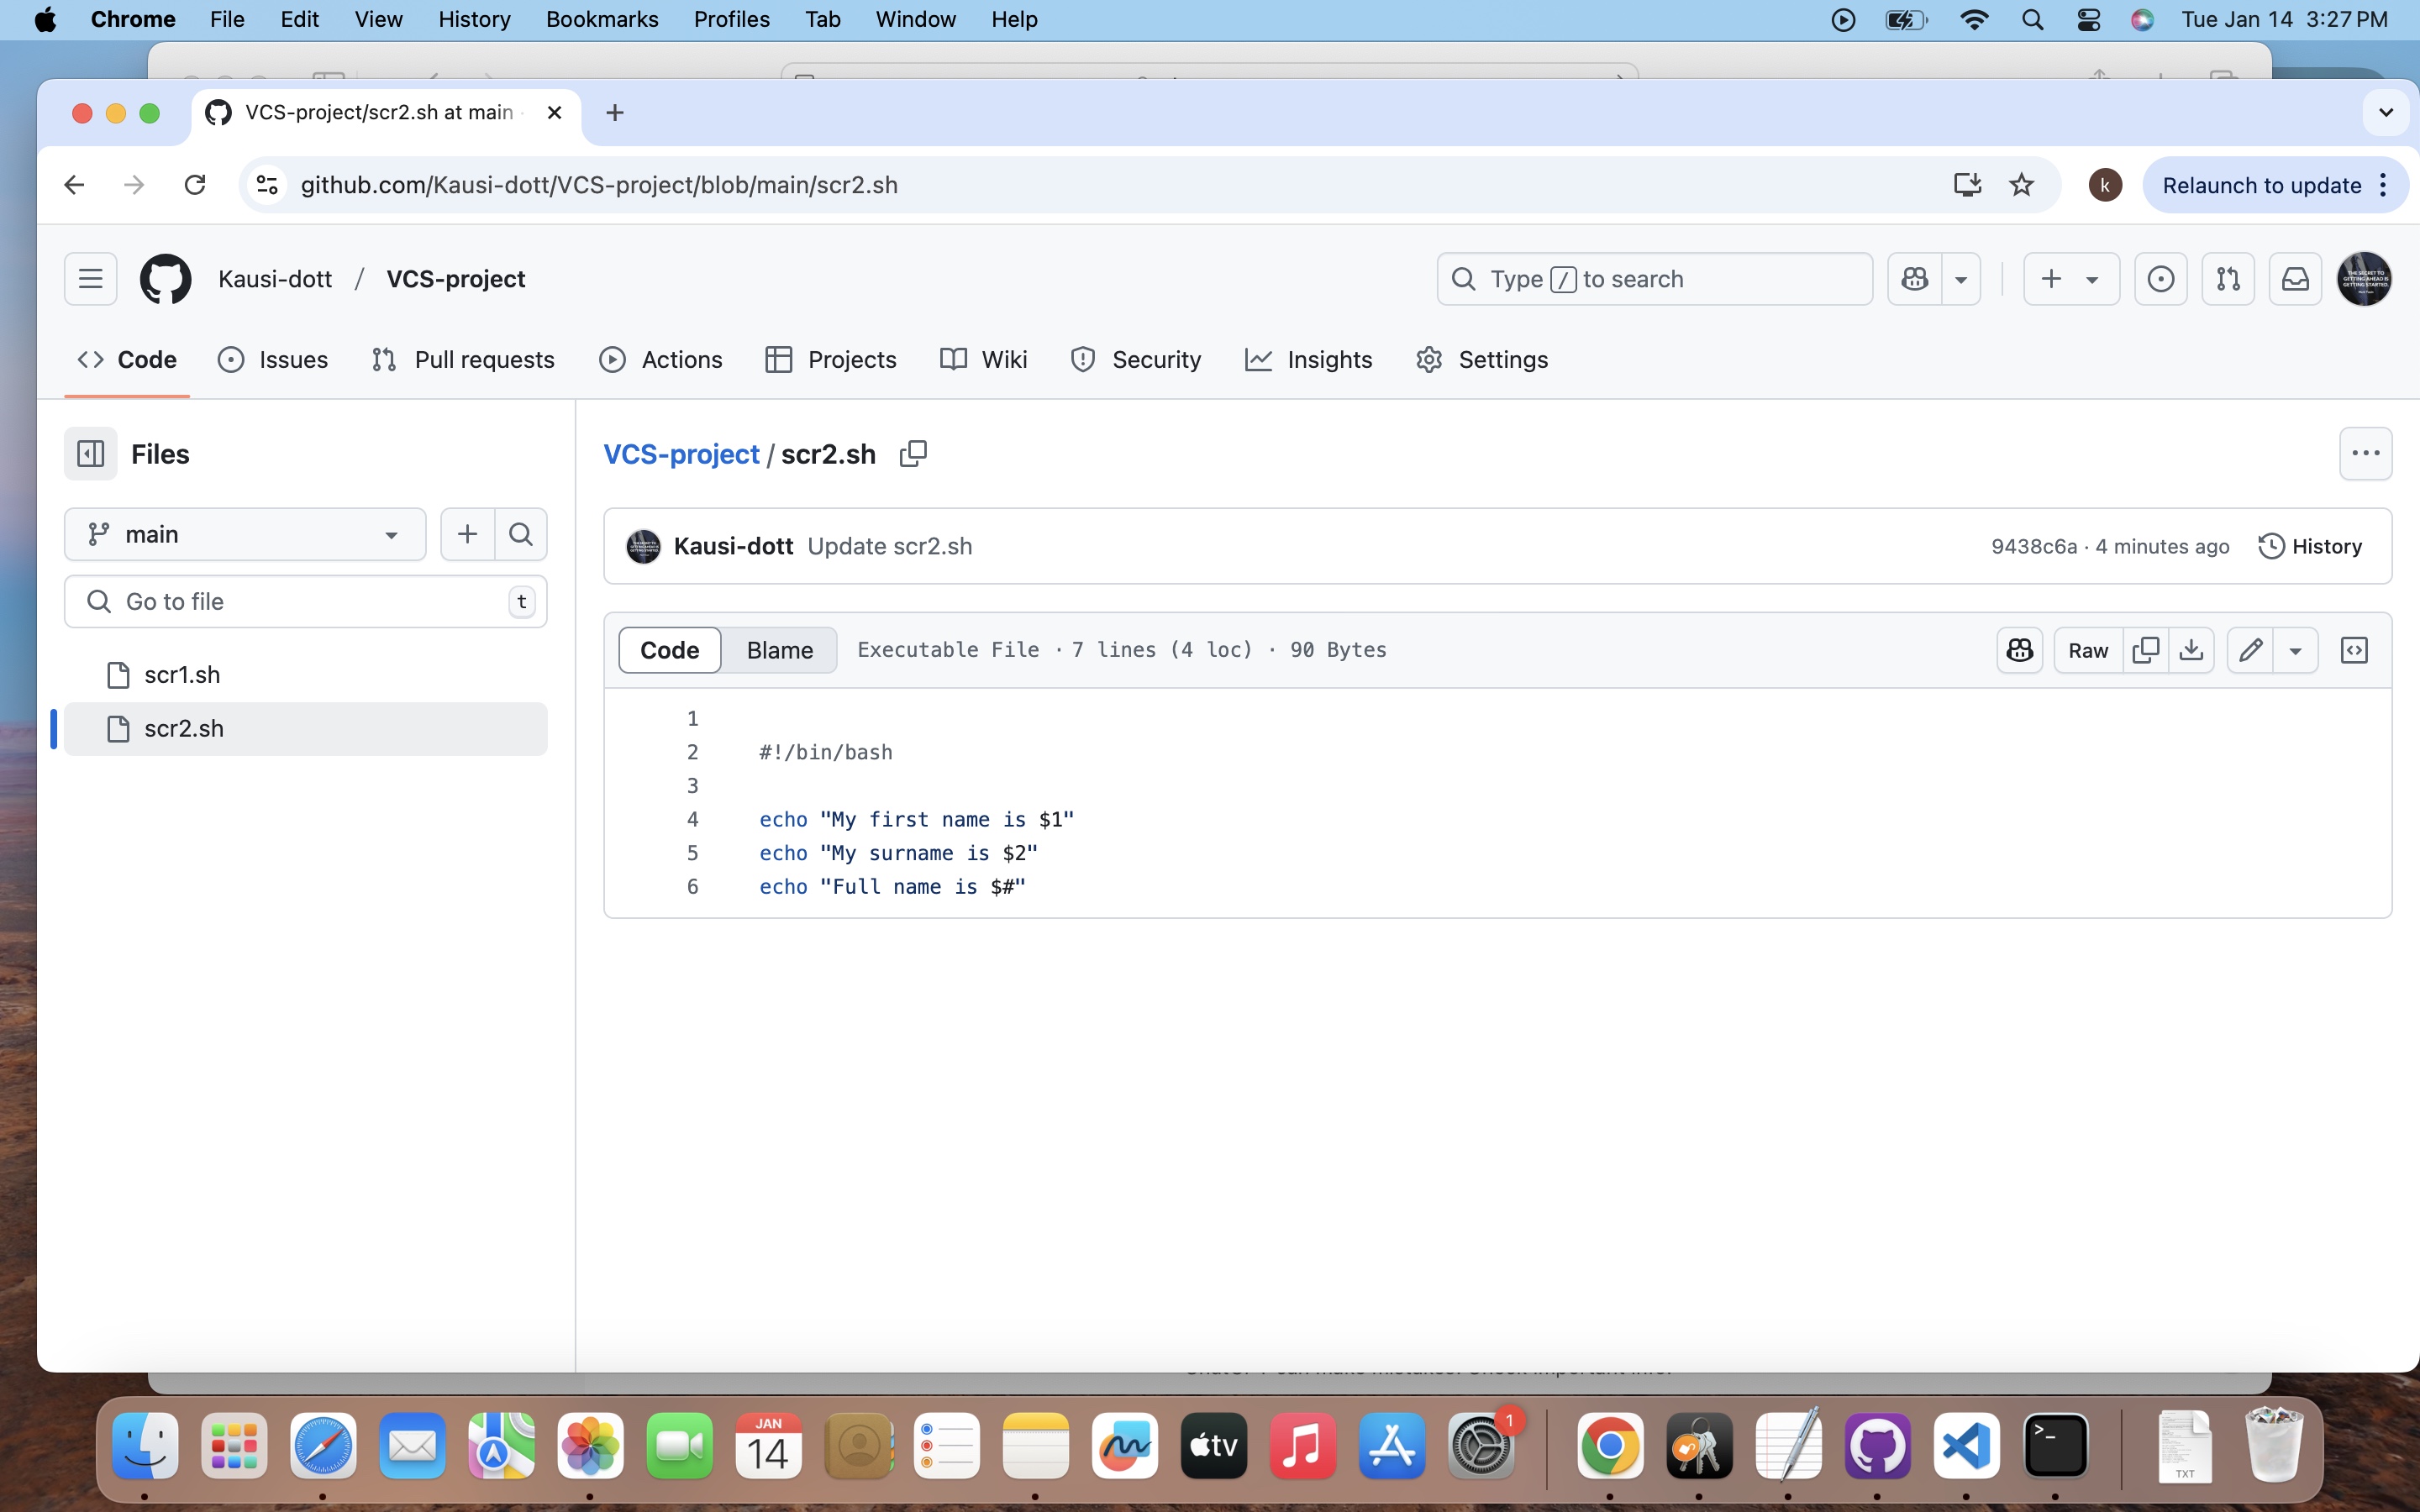 Chrome File Edit View History Bookmarks Profiles Tab Window Help Tue Jan 14 3:27 PM
VCS-project/scr2.sh at main
github.com/Kausi-dott/VCS-project/blob/main/scr2.sh k Relaunch to update
Kausi-dott / VCS-project Type / to search
Code Issues Pull requests Actions Projects Wiki Security Insights Settings
Files
main
Go to file t
scr1.sh
scr2.sh
VCS-project / scr2.sh
Kausi-dott Update scr2.sh 9438c6a · 4 minutes ago History
Code Blame Executable File · 7 lines (4 loc) · 90 Bytes Raw
1
2 #!/bin/bash
3
4 echo "My first name is $1"
5 echo "My surname is $2"
6 echo "Full name is $#"
JAN
14
tv
1
>_
TXT